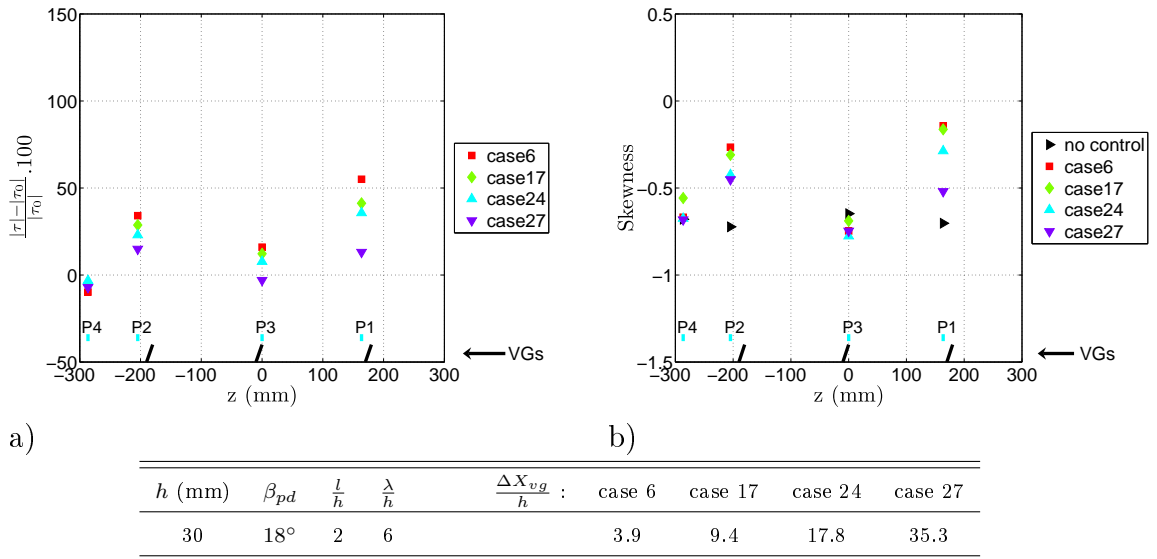 150
100
50
0
−50
−300 −200 −100 0 100 200 300
z (mm)
|τ|−|τ₀| / |τ₀| .100
P4 P2 P3 P1
VGs
case6
case17
case24
case27
a)
0.5
0
−0.5
−1
−1.5
−300 −200 −100 0 100 200 300
z (mm)
Skewness
P4 P2 P3 P1
VGs
no control
case6
case17
case24
case27
b)
h (mm) β_pd l/h λ/h ΔX_vg/h : case 6 case 17 case 24 case 27
30 18° 2 6 3.9 9.4 17.8 35.3